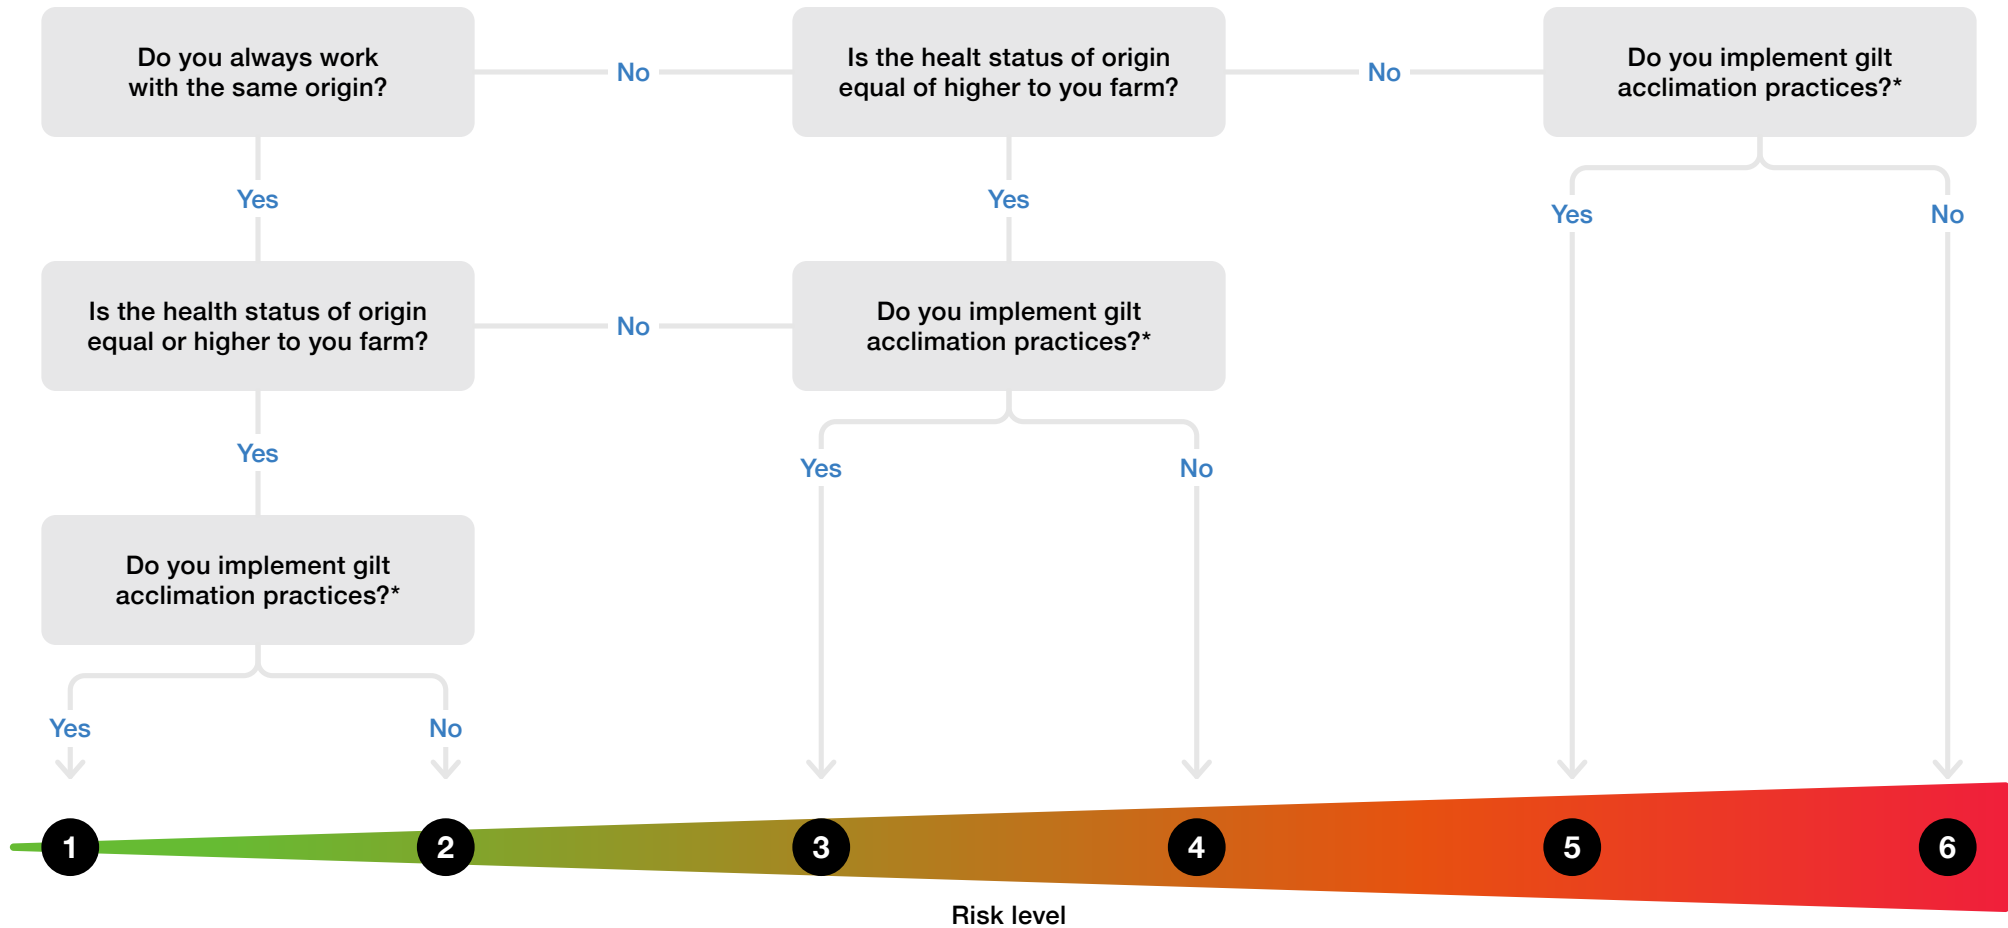 Do you always work
with the same origin?
No
Is the healt status of origin
equal of higher to you farm?
No
Do you implement gilt
acclimation practices?*
Yes
Yes
Yes
No
Is the health status of origin
equal or higher to you farm?
No
Do you implement gilt
acclimation practices?*
Yes
Yes
No
Do you implement gilt
acclimation practices?*
Yes
No
1
2
3
4
5
6
Risk level